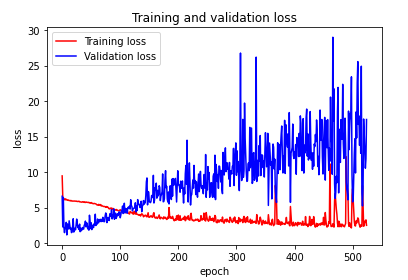 Training and validation loss
Training loss
Validation loss
30
25
20
15
10
5
0
loss
0 100 200 300 400 500
epoch